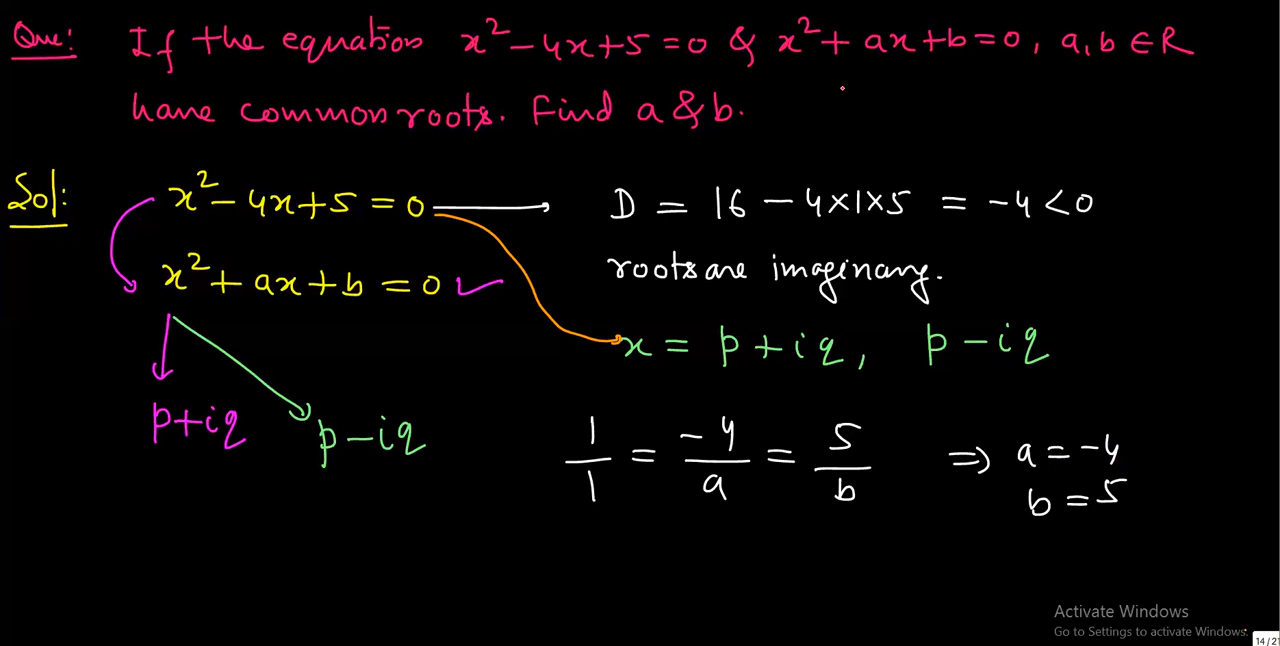 Que: If the equation x² - 4x + 5 = 0 & x² + ax + b = 0, a, b ∈ R
have common roots. Find a & b.
Sol: x² - 4x + 5 = 0 → D = 16 - 4×1×5 = -4 < 0
x² + ax + b = 0 ✓
roots are imaginary.
x = p + iq, p - iq
p + iq
p - iq
1/1 = -4/a = 5/b ⇒ a = -4
b = 5
Activate Windows
Go to Settings to activate Windows.
14 / 21